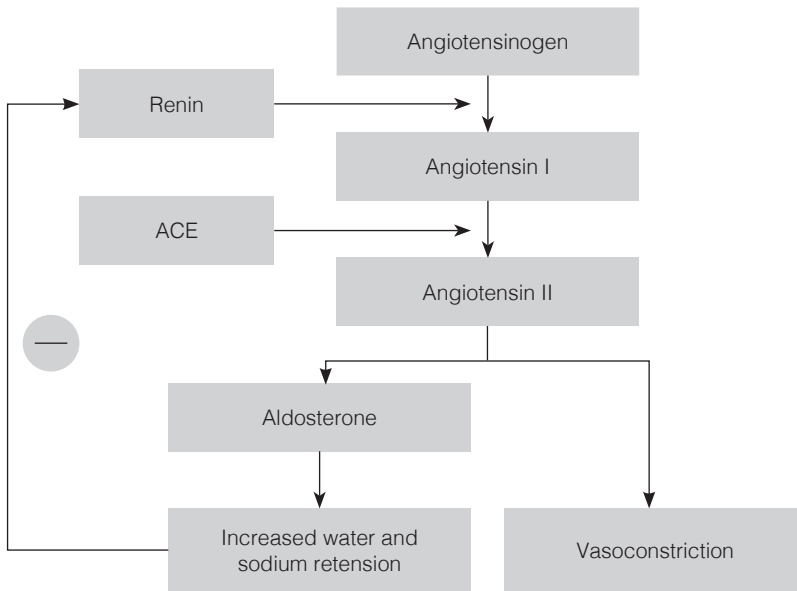 Angiotensinogen
Renin
Angiotensin I
ACE
Angiotensin II
Aldosterone
Increased water and
sodium retension
Vasoconstriction